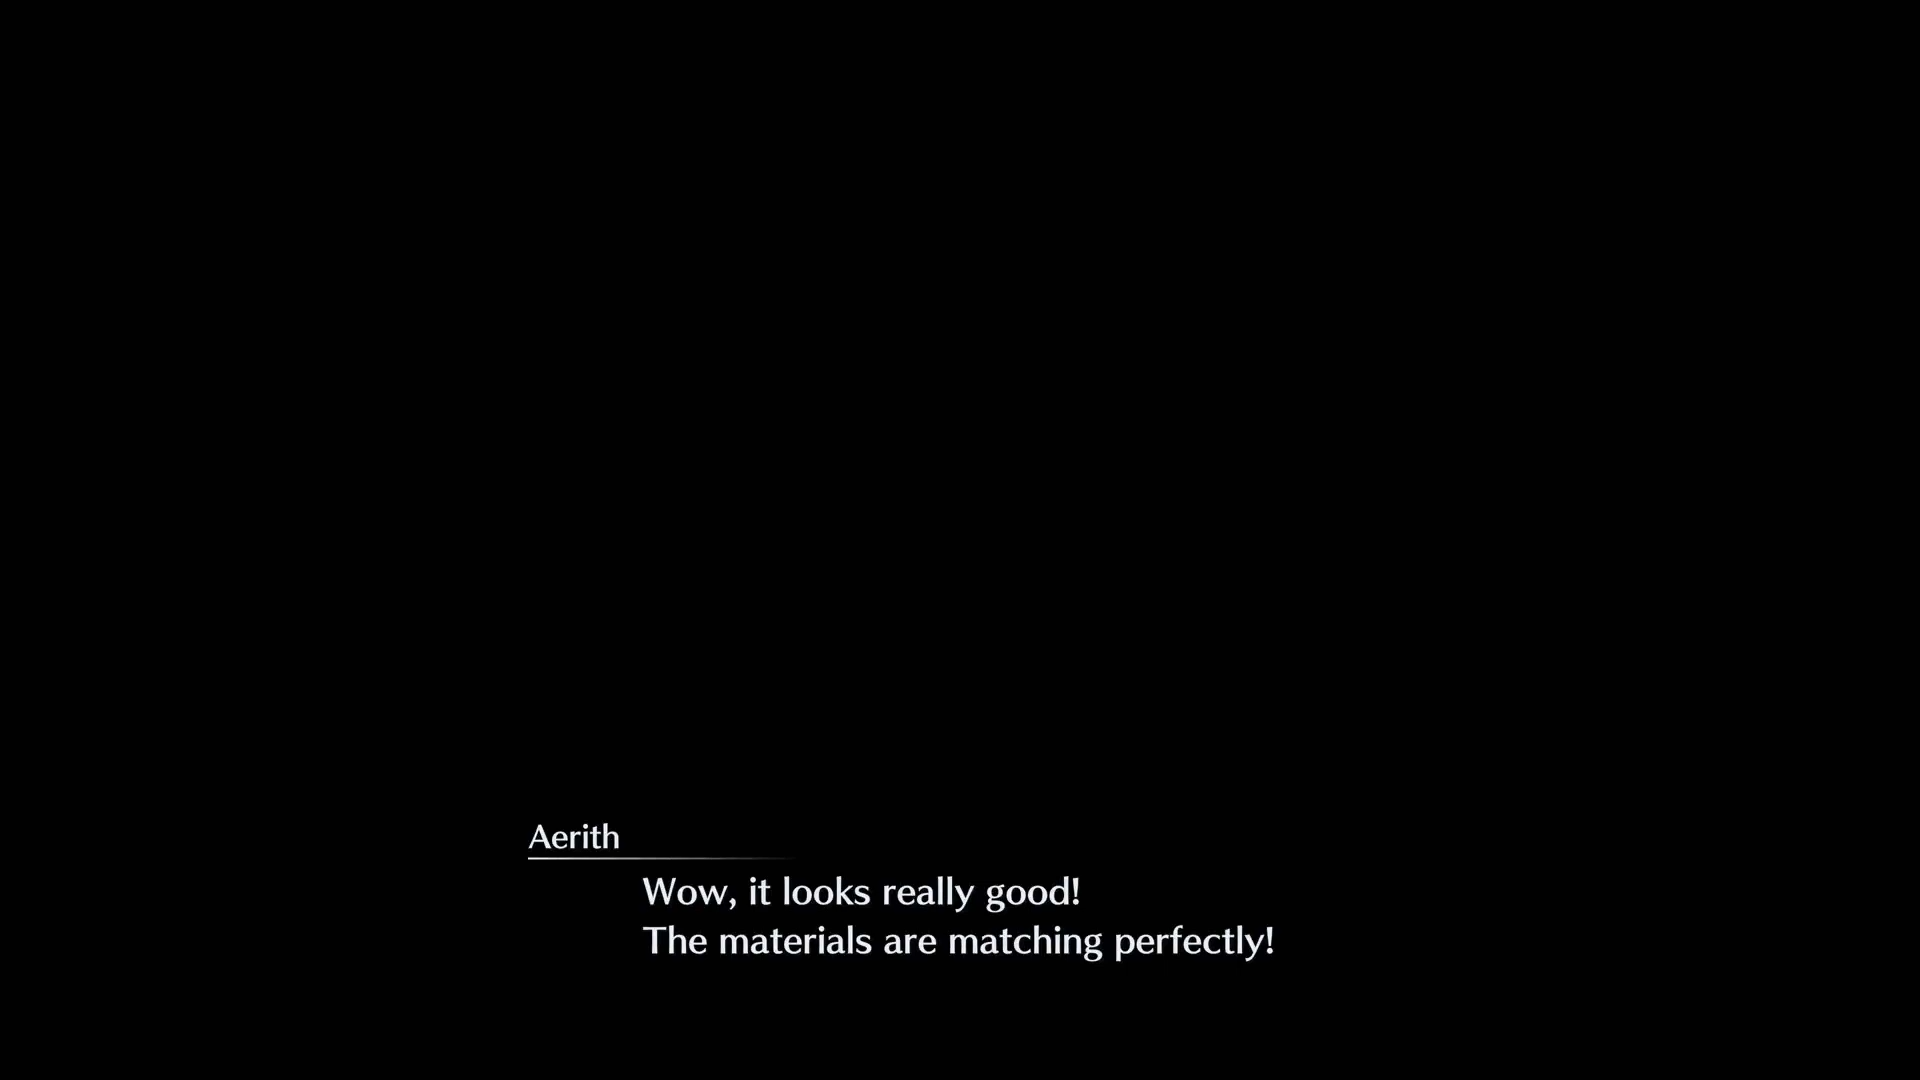 Aerith
Wow, it looks really good!
The materials are matching perfectly!